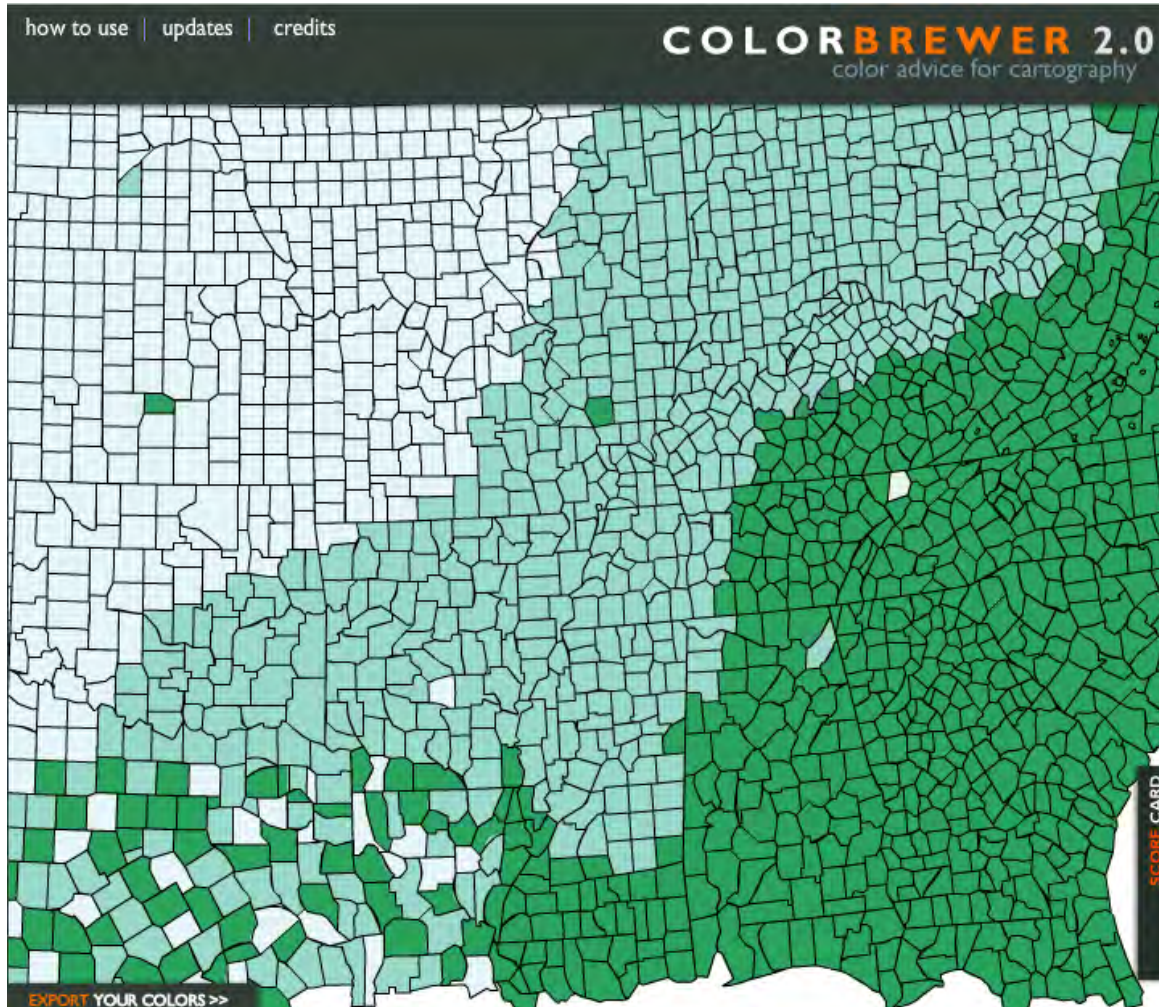 how to use | updates | credits
COLORBREWER 2.0
color advice for cartography
SCORE CARD
EXPORT YOUR COLORS >>